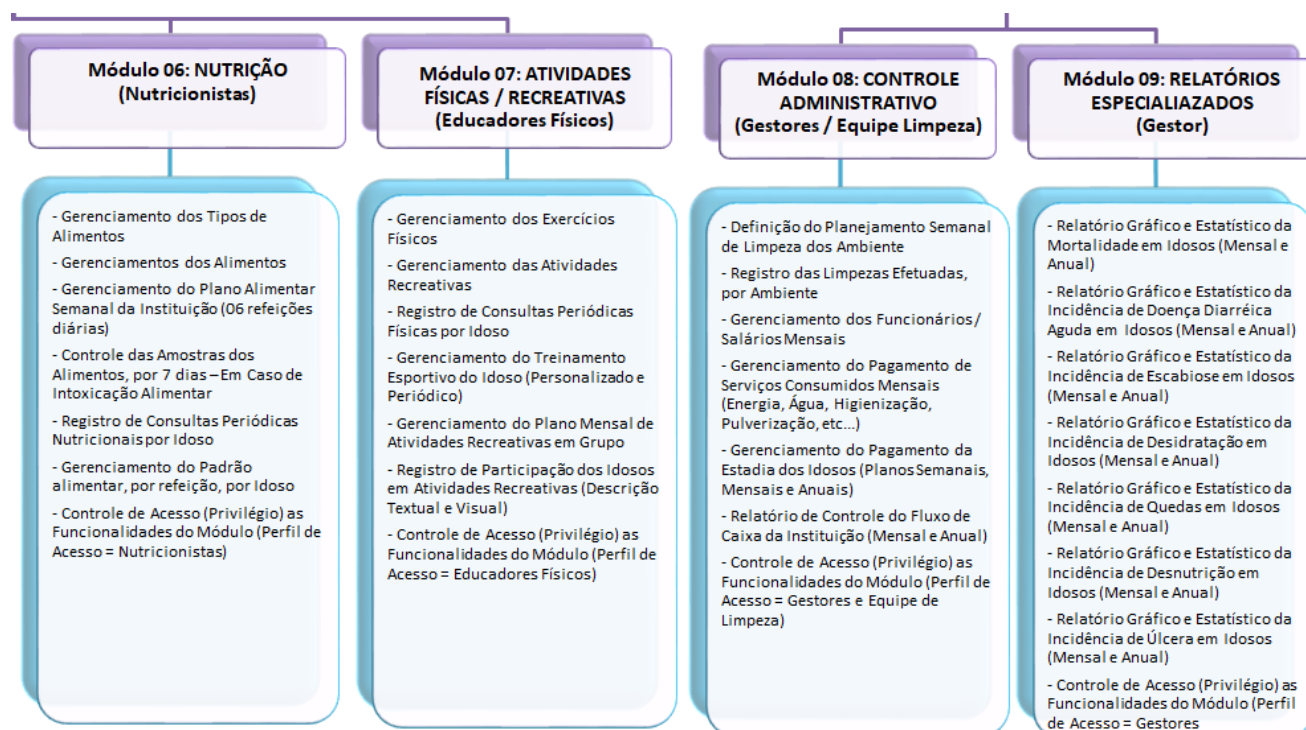 Módulo 06: NUTRIÇÃO
(Nutricionistas)
- Gerenciamento dos Tipos de
Alimentos
- Gerenciamentos dos Alimentos
- Gerenciamento do Plano Alimentar
Semanal da Instituição (06 refeições
diárias)
- Controle das Amostras dos
Alimentos, por 7 dias – Em Caso de
Intoxicação Alimentar
- Registro de Consultas Periódicas
Nutricionais por Idoso
- Gerenciamento do Padrão
alimentar, por refeição, por Idoso
- Controle de Acesso (Privilégio) as
Funcionalidades do Módulo (Perfil de
Acesso = Nutricionistas)
Módulo 07: ATIVIDADES
FÍSICAS / RECREATIVAS
(Educadores Físicos)
- Gerenciamento dos Exercícios
Físicos
- Gerenciamento das Atividades
Recreativas
- Registro de Consultas Periódicas
Físicas por Idoso
- Gerenciamento do Treinamento
Esportivo do Idoso (Personalizado e
Periódico)
- Gerenciamento do Plano Mensal de
Atividades Recreativas em Grupo
- Registro de Participação dos Idosos
em Atividades Recreativas (Descrição
Textual e Visual)
- Controle de Acesso (Privilégio) as
Funcionalidades do Módulo (Perfil de
Acesso = Educadores Físicos)
Módulo 08: CONTROLE
ADMINISTRATIVO
(Gestores / Equipe Limpeza)
- Definição do Planejamento Semanal
de Limpeza dos Ambiente
- Registro das Limpezas Efetuadas,
por Ambiente
- Gerenciamento dos Funcionários/
Salários Mensais
- Gerenciamento do Pagamento de
Serviços Consumidos Mensais
(Energia, Água, Higienização,
Pulverização, etc...)
- Gerenciamento do Pagamento da
Estadia dos Idosos (Planos Semanais,
Mensais e Anuais)
- Relatório de Controle do Fluxo de
Caixa da Instituição (Mensal e Anual)
- Controle de Acesso (Privilégio) as
Funcionalidades do Módulo (Perfil de
Acesso = Gestores e Equipe de
Limpeza)
Módulo 09: RELATÓRIOS
ESPECIALIAZADOS
(Gestor)
- Relatório Gráfico e Estatístico da
Mortalidade em Idosos (Mensal e
Anual)
- Relatório Gráfico e Estatístico da
Incidência de Doença Diarréica
Aguda em Idosos (Mensal e Anual)
- Relatório Gráfico e Estatístico da
Incidência de Escabiose em Idosos
(Mensal e Anual)
- Relatório Gráfico e Estatístico da
Incidência de Desidratação em
Idosos (Mensal e Anual)
- Relatório Gráfico e Estatístico da
Incidência de Quedas em Idosos
(Mensal e Anual)
- Relatório Gráfico e Estatístico da
Incidência de Desnutrição em
Idosos (Mensal e Anual)
- Relatório Gráfico e Estatístico da
Incidência de Úlcera em Idosos
(Mensal e Anual)
- Controle de Acesso (Privilégio) as
Funcionalidades do Módulo (Perfil
de Acesso = Gestores